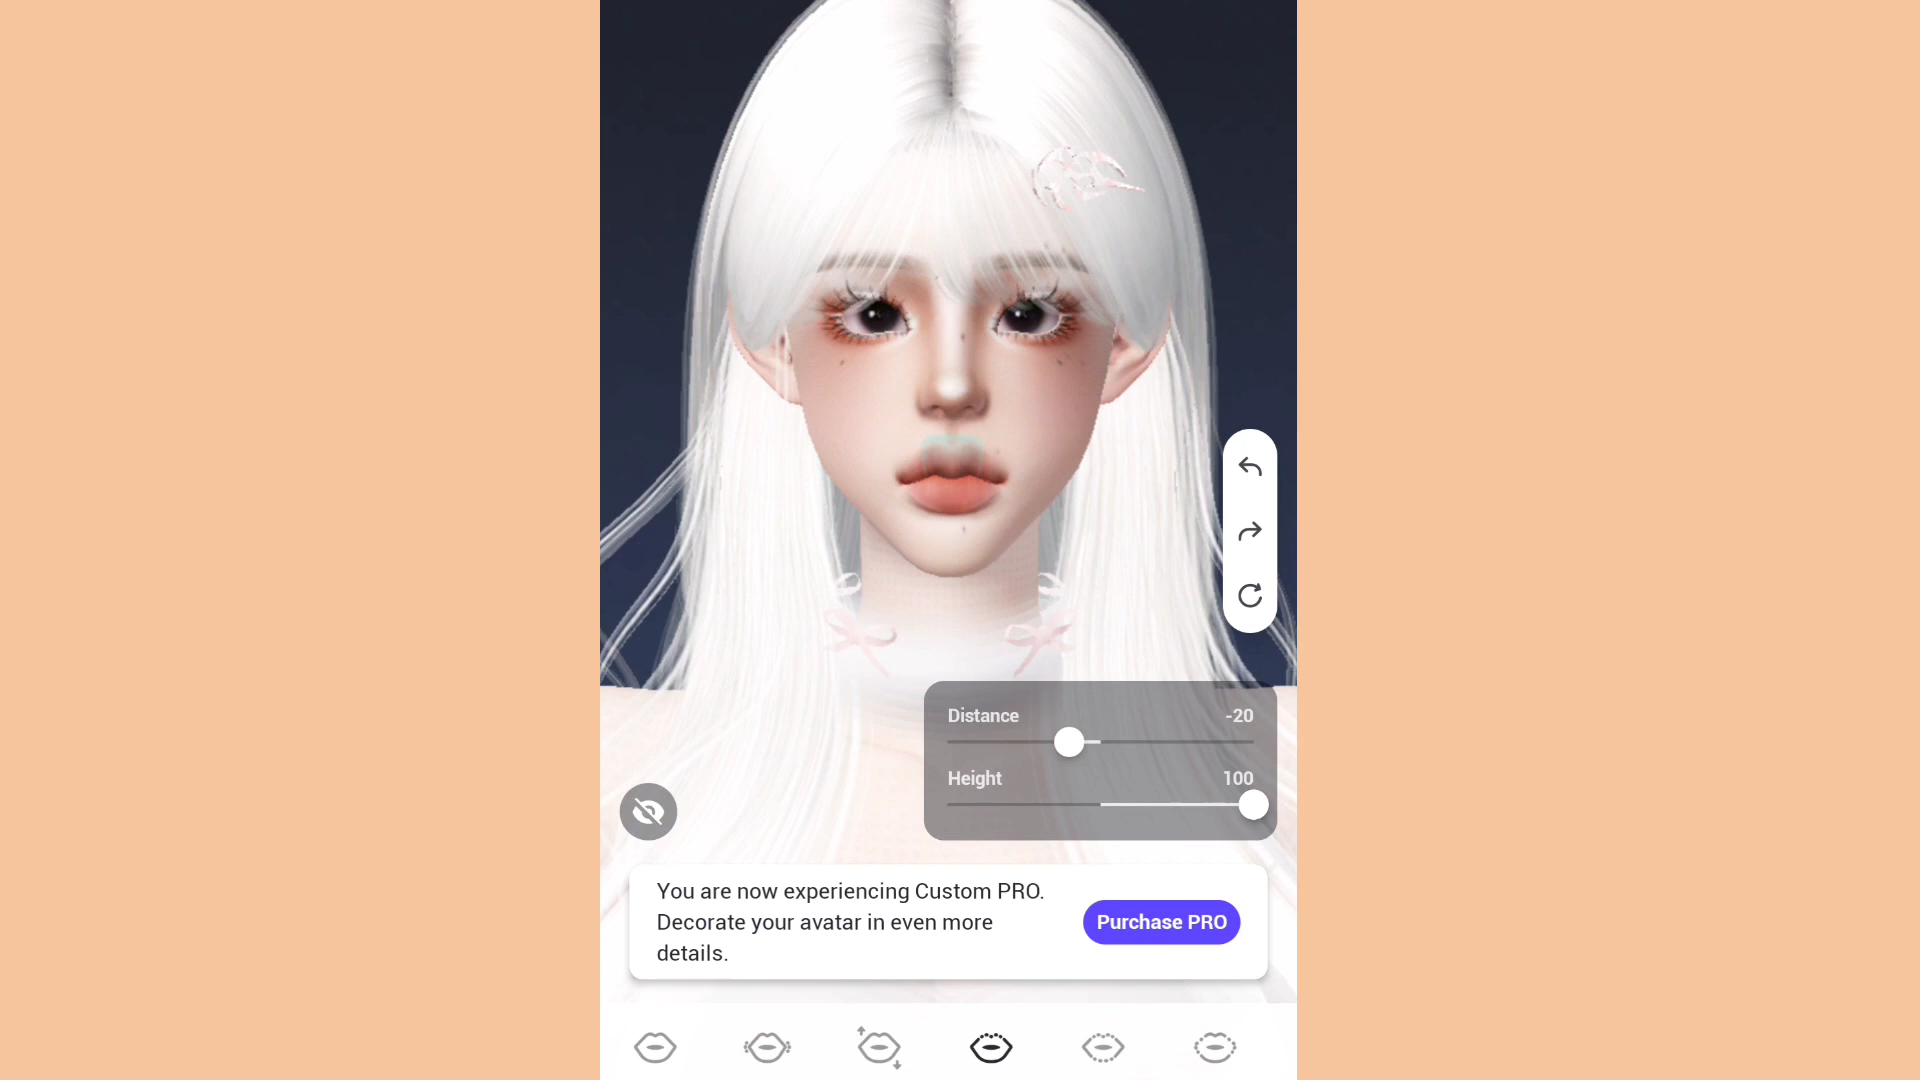 Distance -20
Height 100
You are now experiencing Custom PRO.
Decorate your avatar in even more
details.
Purchase PRO